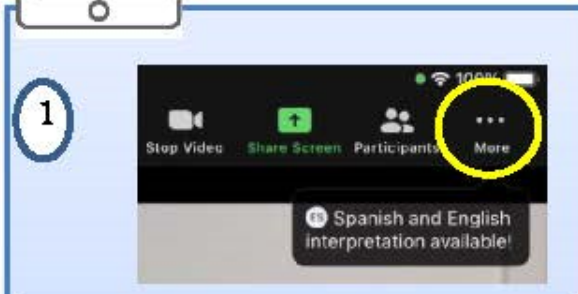 1
100%
Stop Video Share Screen Participants More
ES Spanish and English
interpretation available!